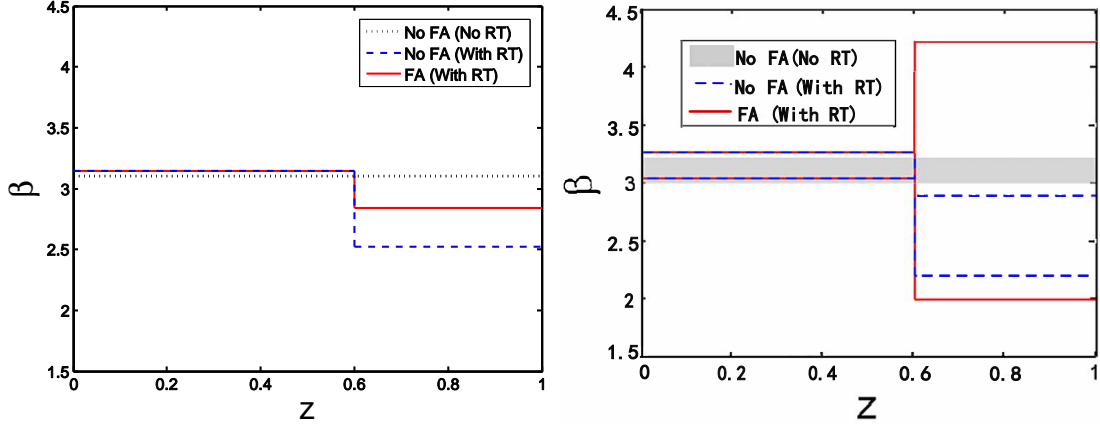 4.5
4
3.5
3
2.5
2
1.5
β
0
0.2
0.4
0.6
0.8
1
z
No FA (No RT)
No FA (With RT)
FA (With RT)
4.5
4
3.5
3
2.5
2
1.5
β
0
0.2
0.4
0.6
0.8
1
z
No FA(No RT)
No FA(With RT)
FA (With RT)